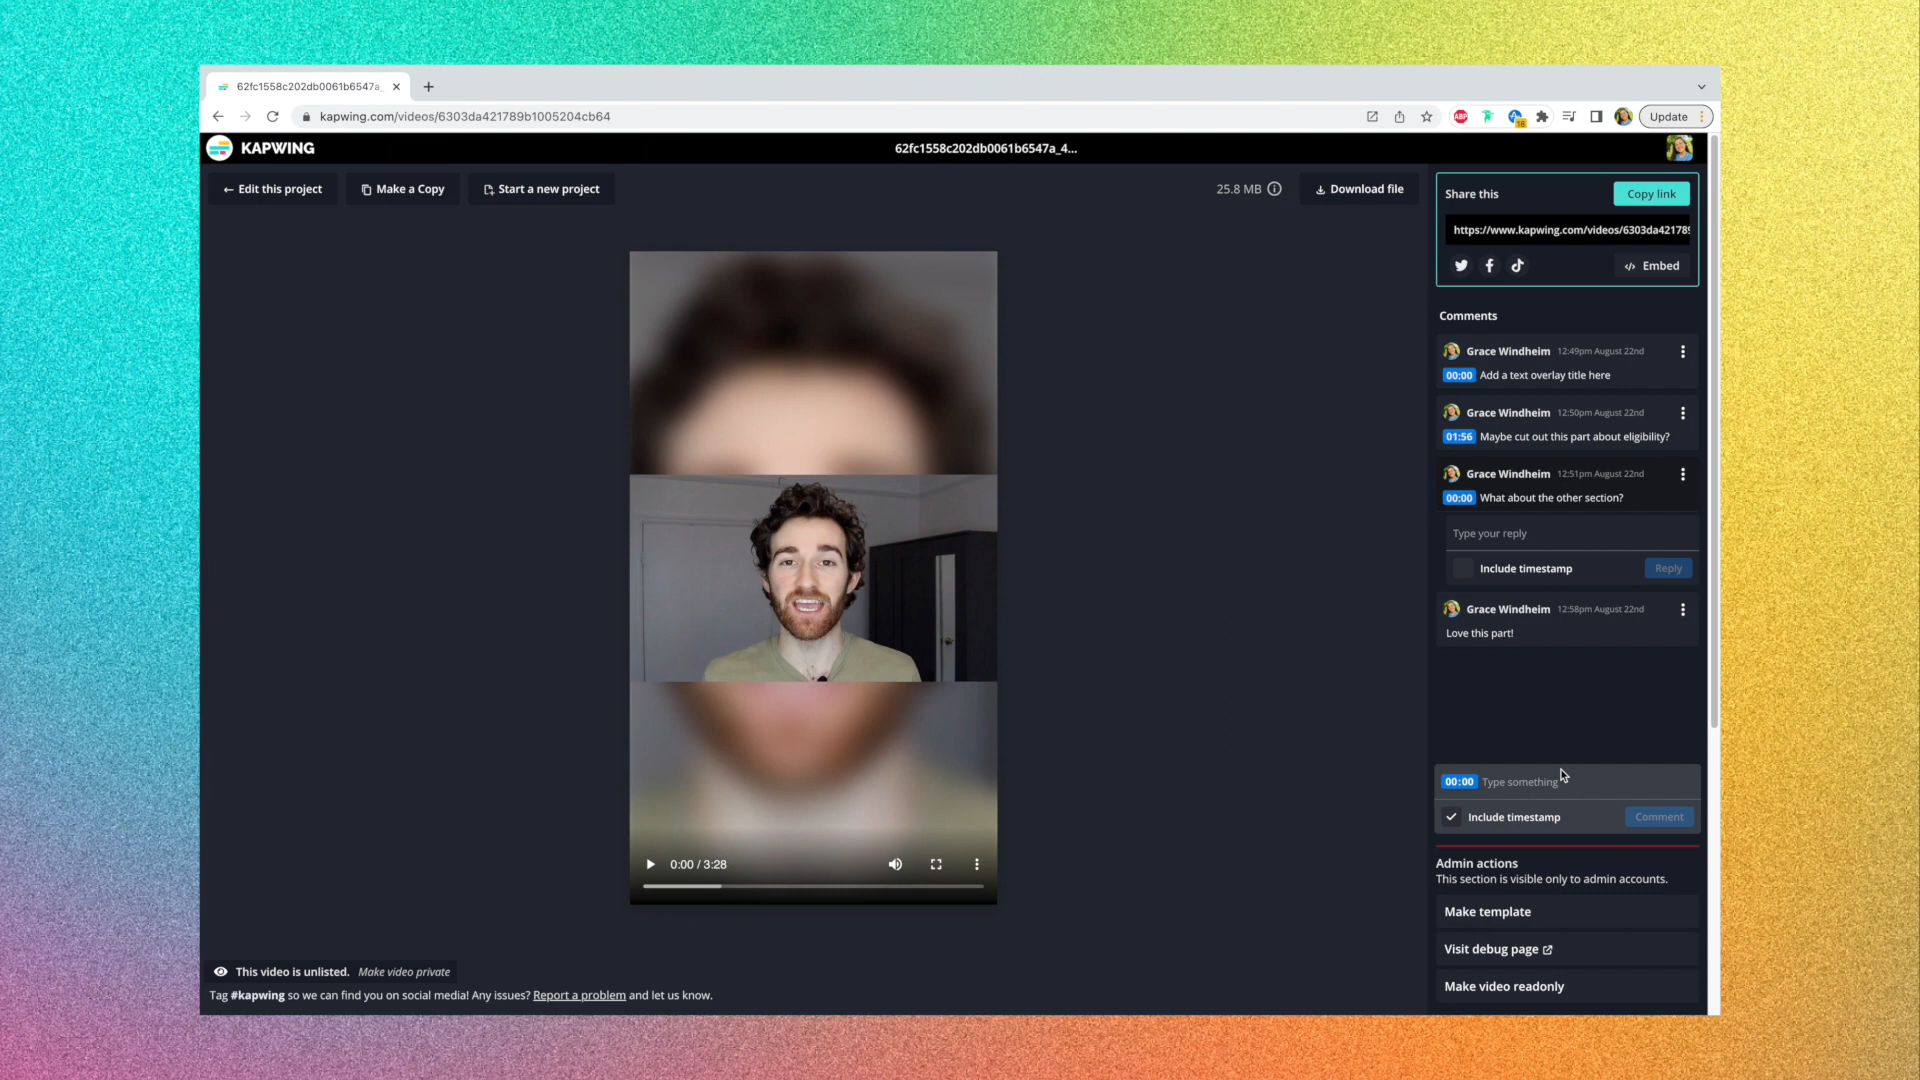 62fc1558c202db0061b6547a_
kapwing.com/videos/6303da421789b1005204cb64
ABP
18
Update
KAPWING
62fc1558c202db0061b6547a_4...
← Edit this project
Make a Copy
Start a new project
25.8 MB
Download file
Share this
Copy link
https://www.kapwing.com/videos/6303da421789
Embed
Comments
Grace Windheim 12:49pm August 22nd
00:00 Add a text overlay title here
Grace Windheim 12:50pm August 22nd
01:56 Maybe cut out this part about eligibility?
Grace Windheim 12:51pm August 22nd
00:00 What about the other section?
Type your reply
Include timestamp
Reply
Grace Windheim 12:58pm August 22nd
Love this part!
00:00 Type something
Include timestamp
Comment
0:00 / 3:28
Admin actions
This section is visible only to admin accounts.
Make template
Visit debug page
Make video readonly
This video is unlisted. Make video private
Tag #kapwing so we can find you on social media! Any issues? Report a problem and let us know.